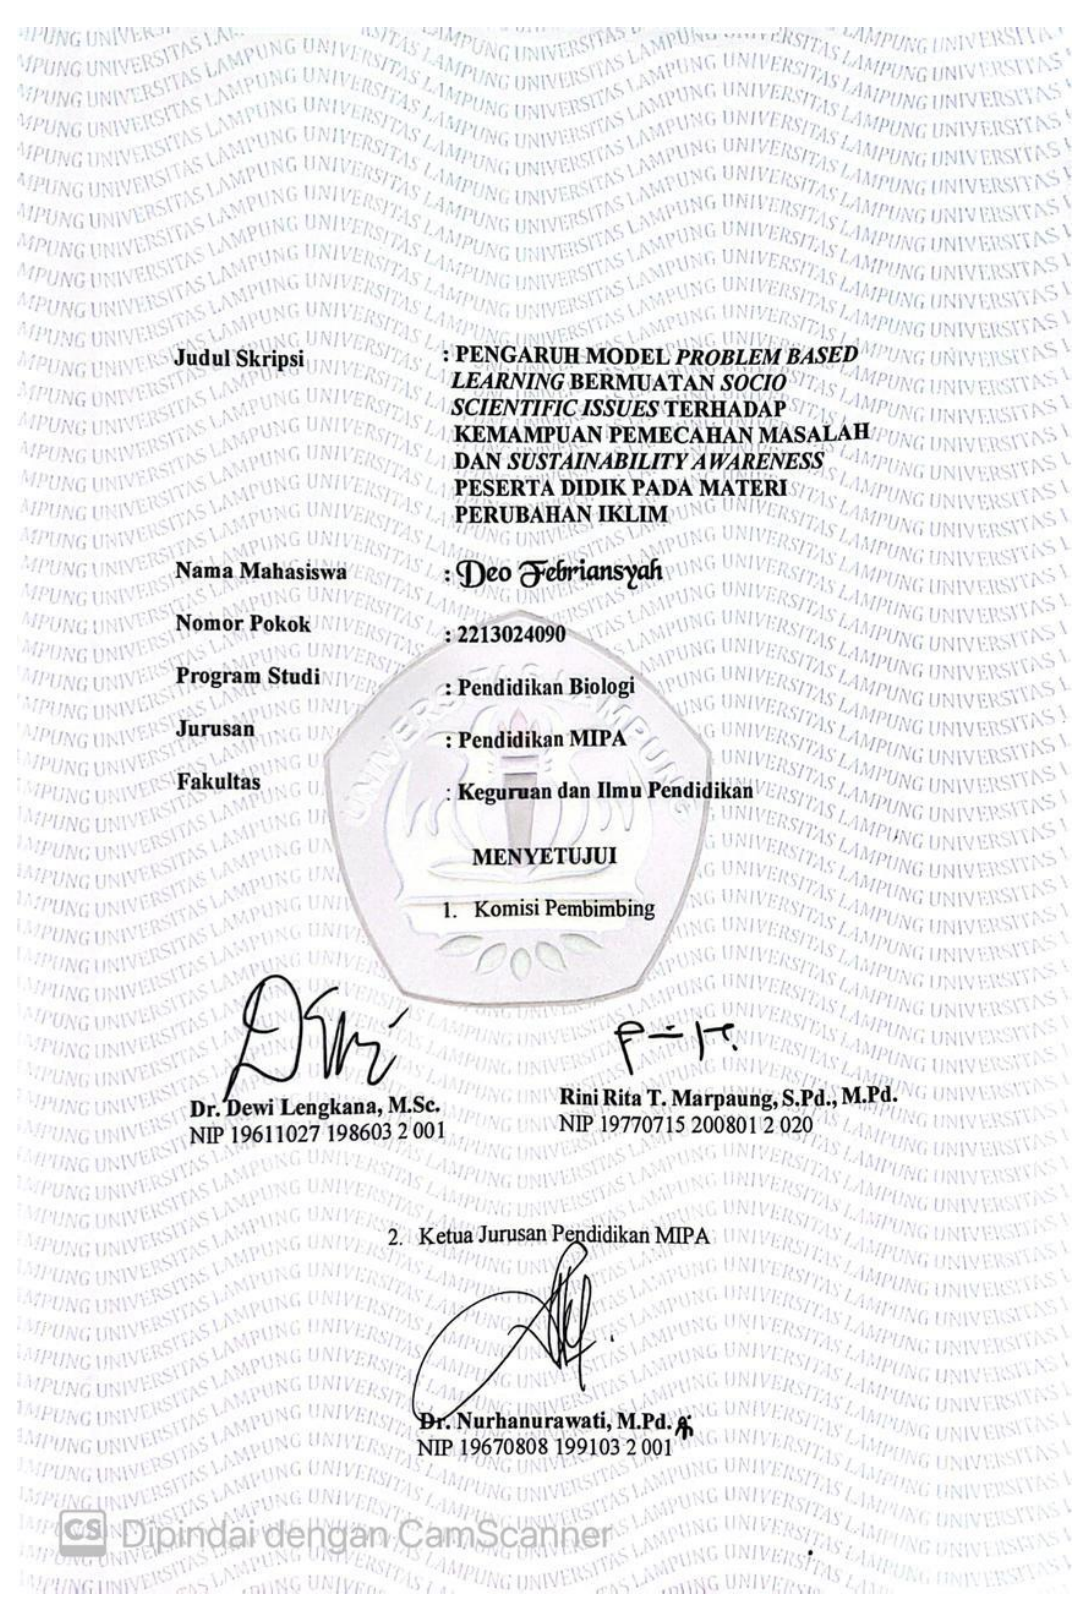 Judul Skripsi : PENGARUH MODEL PROBLEM BASED
LEARNING BERMUATAN SOCIO
SCIENTIFIC ISSUES TERHADAP
KEMAMPUAN PEMECAHAN MASALAH
DAN SUSTAINABILITY AWARENESS
PESERTA DIDIK PADA MATERI
PERUBAHAN IKLIM
Nama Mahasiswa : Deo Febriansyah
Nomor Pokok : 2213024090
Program Studi : Pendidikan Biologi
Jurusan : Pendidikan MIPA
Fakultas : Keguruan dan Ilmu Pendidikan
MENYETUJUI
1. Komisi Pembimbing
Dr. Dewi Lengkana, M.Sc.
NIP 19611027 198603 2 001
Rini Rita T. Marpaung, S.Pd., M.Pd.
NIP 19770715 200801 2 020
2. Ketua Jurusan Pendidikan MIPA
Dr. Nurhanurawati, M.Pd.
NIP 19670808 199103 2 001
CS Dipindai dengan CamScanner
UNIVERSITAS LAMPUNG